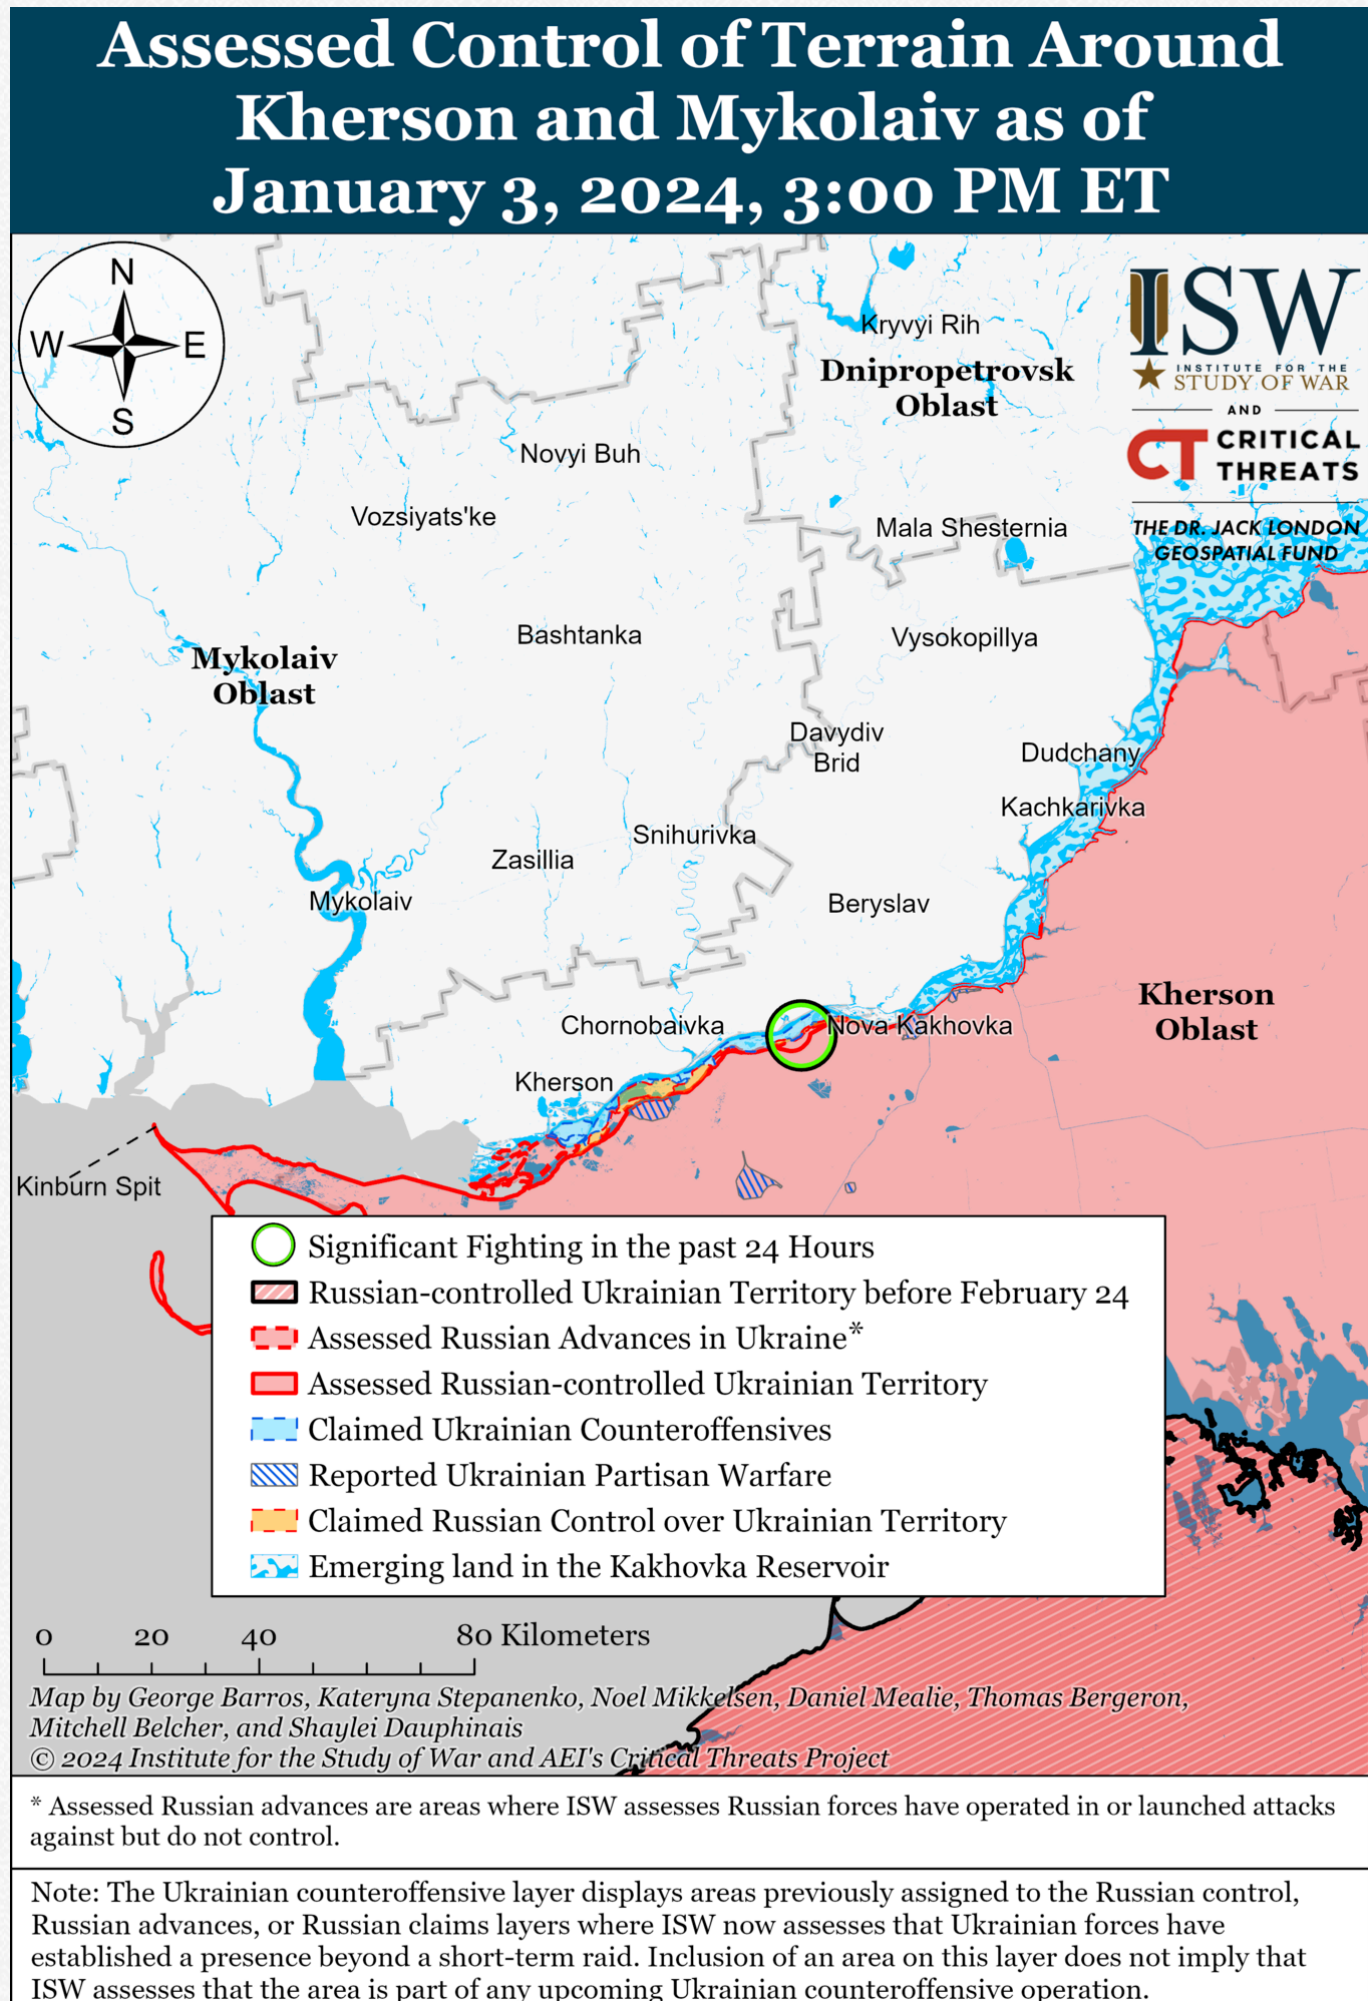 Assessed Control of Terrain Around
Kherson and Mykolaiv as of
January 3, 2024, 3:00 PM ET
N
W
E
S
ISW
INSTITUTE FOR THE
STUDY OF WAR
AND
CT CRITICAL
THREATS
THE DR. JACK LONDON
GEOSPATIAL FUND
Kryvyi Rih
Dnipropetrovsk
Oblast
Novyi Buh
Vozsiyats'ke
Mala Shesternia
Bashtanka
Vysokopillya
Mykolaiv
Oblast
Davydiv
Brid
Dudchany
Kachkarivka
Snihurivka
Zasillia
Mykolaiv
Beryslav
Kherson
Oblast
Chornobaivka
Nova Kakhovka
Kherson
Kinburn Spit
Significant Fighting in the past 24 Hours
Russian-controlled Ukrainian Territory before February 24
Assessed Russian Advances in Ukraine*
Assessed Russian-controlled Ukrainian Territory
Claimed Ukrainian Counteroffensives
Reported Ukrainian Partisan Warfare
Claimed Russian Control over Ukrainian Territory
Emerging land in the Kakhovka Reservoir
0 20 40 80 Kilometers
Map by George Barros, Kateryna Stepanenko, Noel Mikkelsen, Daniel Mealie, Thomas Bergeron,
Mitchell Belcher, and Shaylei Dauphinais
© 2024 Institute for the Study of War and AEI's Critical Threats Project
* Assessed Russian advances are areas where ISW assesses Russian forces have operated in or launched attacks
against but do not control.
Note: The Ukrainian counteroffensive layer displays areas previously assigned to the Russian control,
Russian advances, or Russian claims layers where ISW now assesses that Ukrainian forces have
established a presence beyond a short-term raid. Inclusion of an area on this layer does not imply that
ISW assesses that the area is part of any upcoming Ukrainian counteroffensive operation.